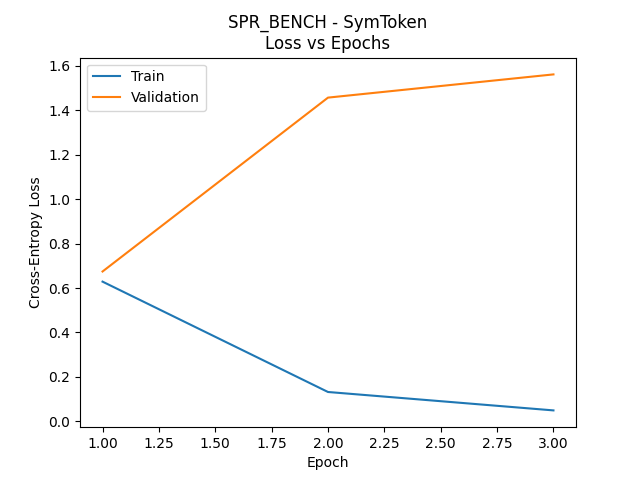 SPR_BENCH - SymToken
Loss vs Epochs
Train
Validation
Cross-Entropy Loss
1.6
1.4
1.2
1.0
0.8
0.6
0.4
0.2
0.0
1.00 1.25 1.50 1.75 2.00 2.25 2.50 2.75 3.00
Epoch